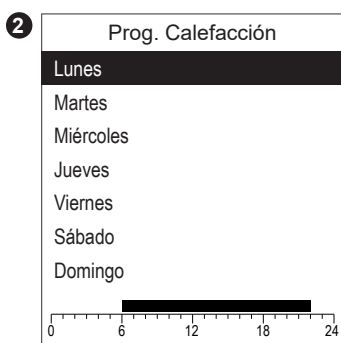 2
Prog. Calefacción
Lunes
Martes
Miércoles
Jueves
Viernes
Sábado
Domingo
0 6 12 18 24